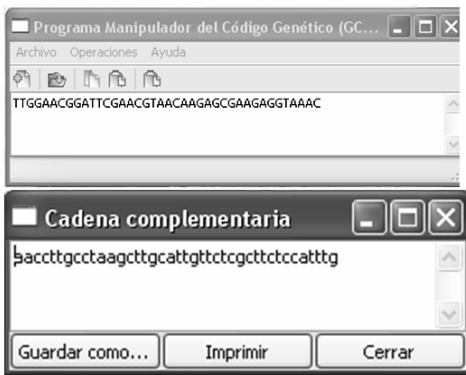 Programa Manipulador del Código Genético (GC...
Archivo Operaciones Ayuda
TTGGAACGGATTCGAACGTAACAAGAGCGAAGAGGTAAAC
Cadena complementaria
aaccttgcctaagcttgcattgttctcgcttctccatttg
Guardar como... Imprimir Cerrar